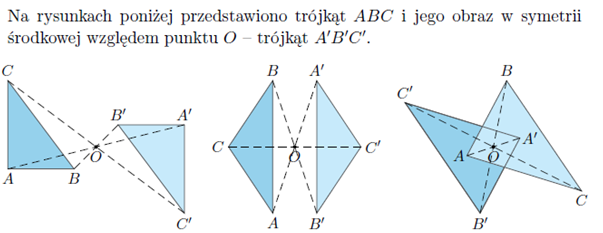 Na rysunkach poniżej przedstawiono trójkąt ABC i jego obraz w symetrii
środkowej względem punktu O – trójkąt A′B′C′.
C
B′
A′
O
A
B
C′
B
A′
C
O
C′
A
B′
B
C′
A
O
A′
C
B′